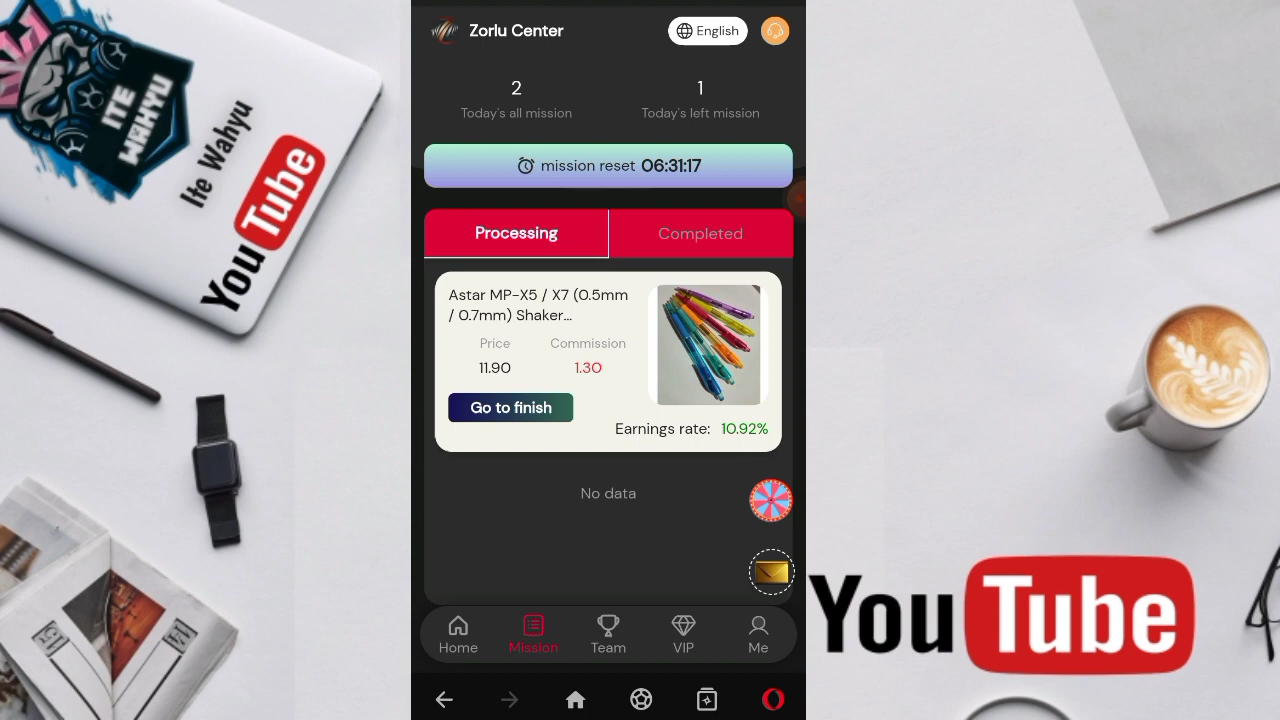 ITE
WAHYU
Ite Wahyu
YouTube
Zorlu Center
English
2
Today's all mission
1
Today's left mission
mission reset 06:31:17
Processing
Completed
Astar MP-X5 / X7 (0.5mm
/ 0.7mm) Shaker...
Price
Commission
11.90
1.30
Go to finish
Earnings rate: 10.92%
No data
Home
Mission
Team
VIP
Me
YouTube